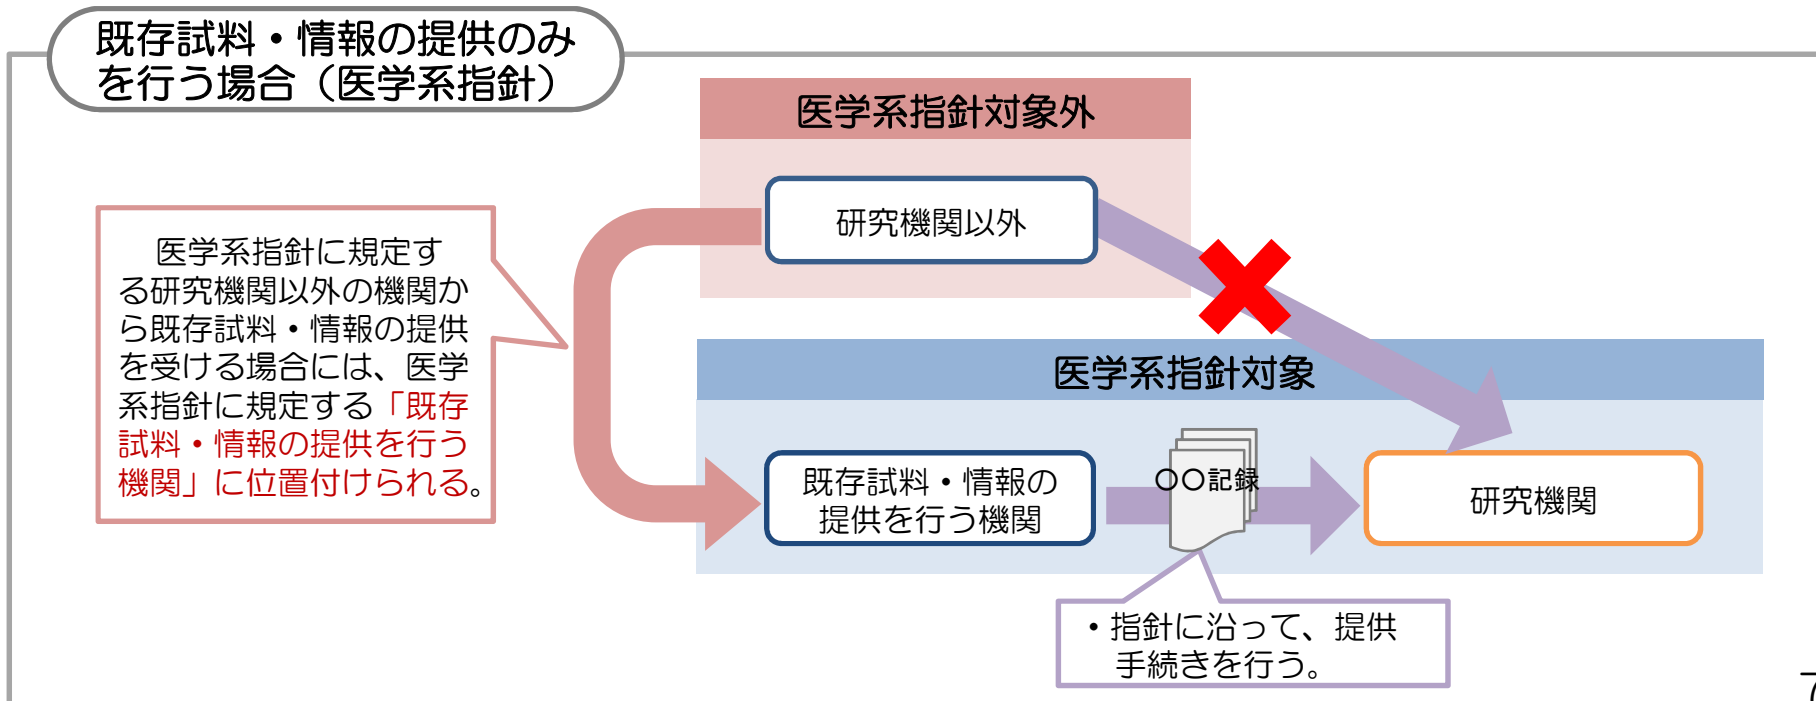 既存試料・情報の提供のみ
を行う場合（医学系指針）
医学系指針対象外
研究機関以外
医学系指針に規定す
る研究機関以外の機関か
ら既存試料・情報の提供
を受ける場合には、医学
系指針に規定する「既存
試料・情報の提供を行う
機関」に位置付けられる。
医学系指針対象
既存試料・情報の
提供を行う機関
〇〇記録
研究機関
・指針に沿って、提供
手続きを行う。
7